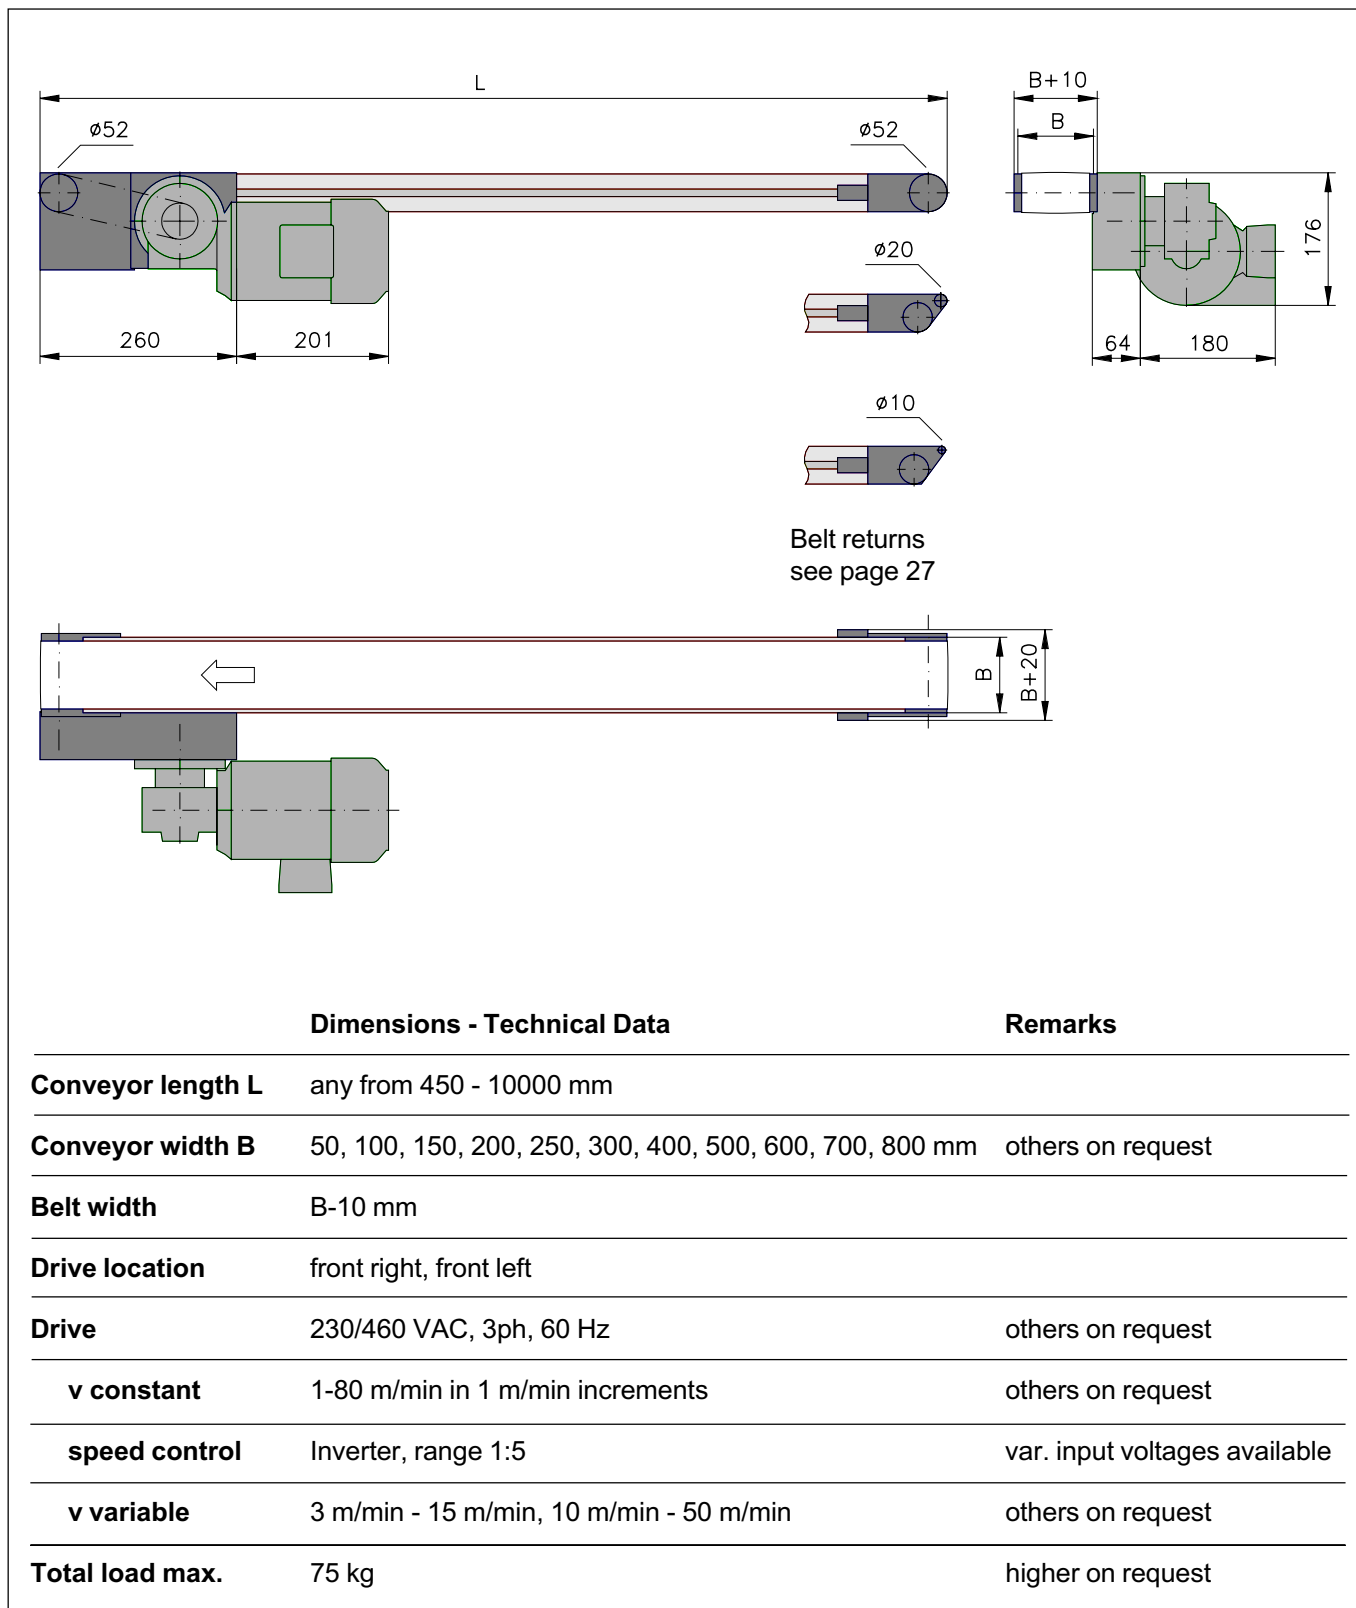 L
B+10
B
ø52
ø52
176
ø20
260
201
64
180
ø10
Belt returns
see page 27
B
B+20
Dimensions - Technical Data Remarks
Conveyor length L any from 450 - 10000 mm
Conveyor width B 50, 100, 150, 200, 250, 300, 400, 500, 600, 700, 800 mm others on request
Belt width B-10 mm
Drive location front right, front left
Drive 230/460 VAC, 3ph, 60 Hz others on request
v constant 1-80 m/min in 1 m/min increments others on request
speed control Inverter, range 1:5 var. input voltages available
v variable 3 m/min - 15 m/min, 10 m/min - 50 m/min others on request
Total load max. 75 kg higher on request